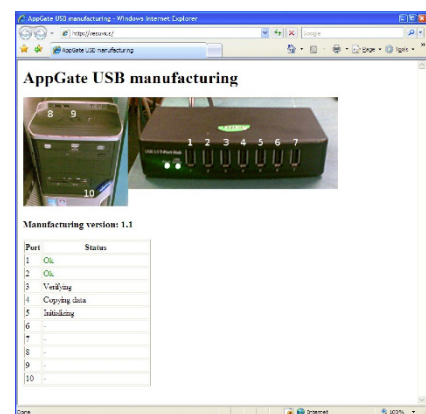 AppGate USB manufacturing - Windows Internet Explorer
Google
AppGate USB manufacturing
Page
Tools
AppGate USB manufacturing
8 9
10
1 2 3 4 5 6 7
Manufacturing version: 1.1
Port Status
1 Ok
2 Ok
3 Verifying
4 Copying data
5 Initializing
6 -
7 -
8 -
9 -
10 -
Done
Internet
100%